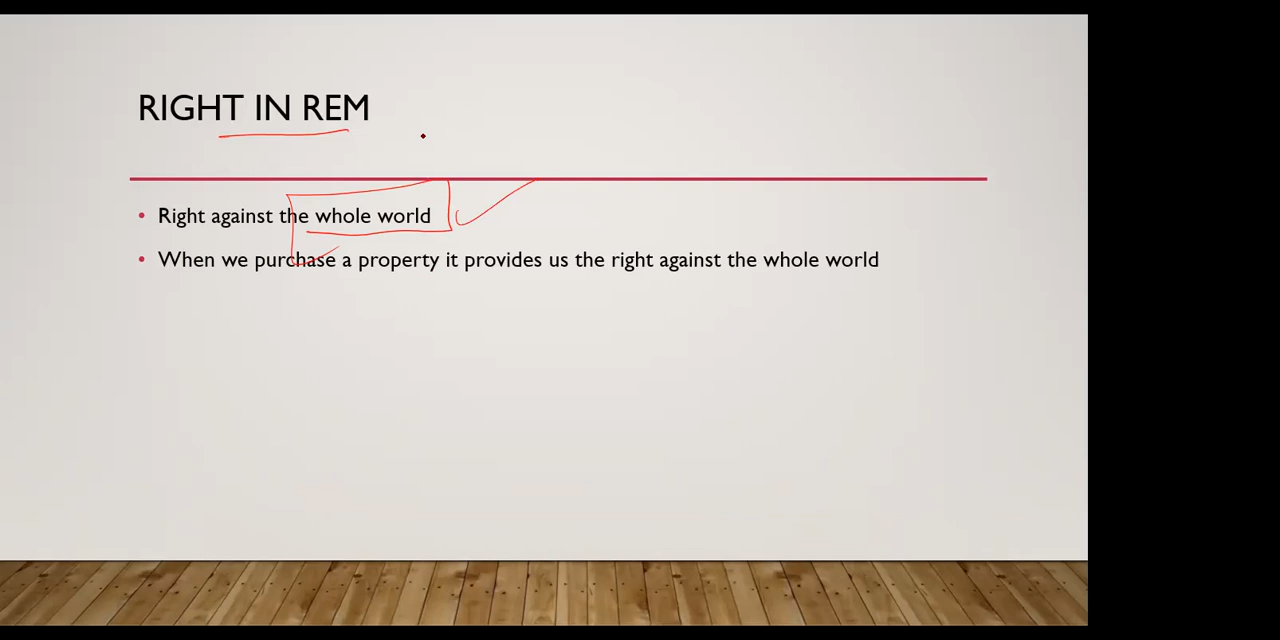 RIGHT IN REM
• Right against the whole world
• When we purchase a property it provides us the right against the whole world